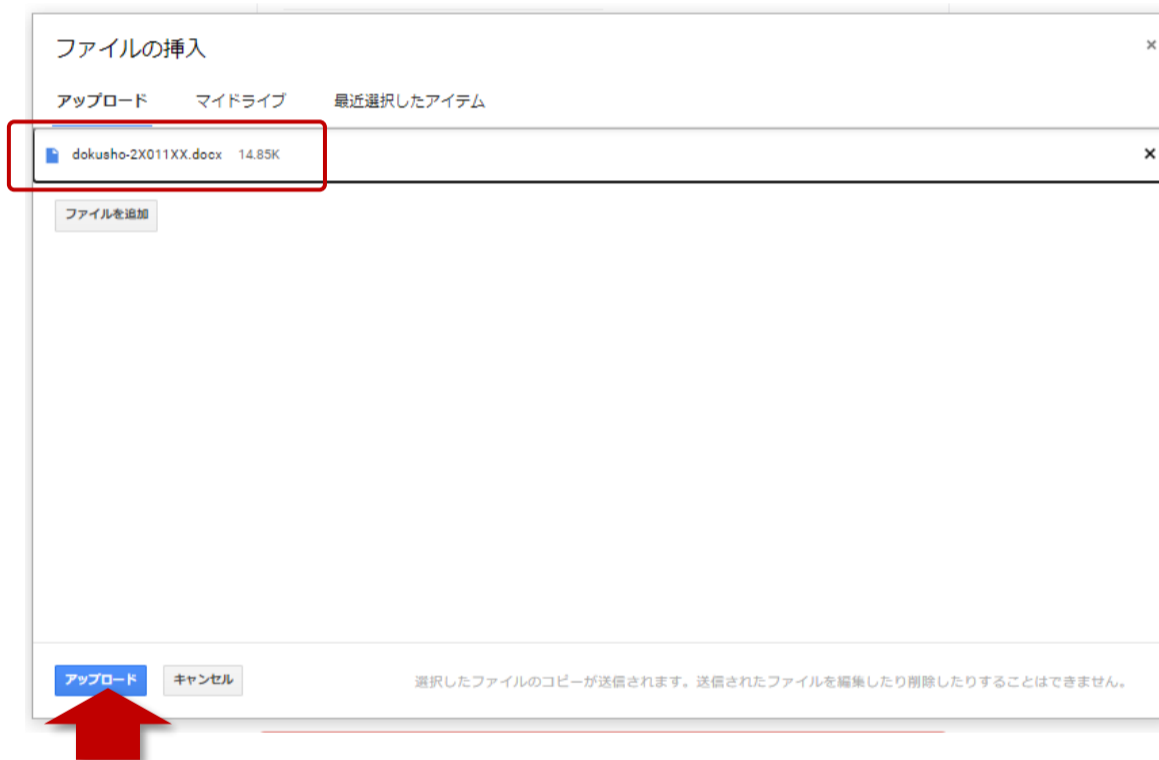 ファイルの挿入
×
アップロード マイドライブ 最近選択したアイテム
dokusho-2X011XX.docx 14.85K ×
ファイルを追加
アップロード キャンセル 選択したファイルのコピーが送信されます。送信されたファイルを編集したり削除したりすることはできません。